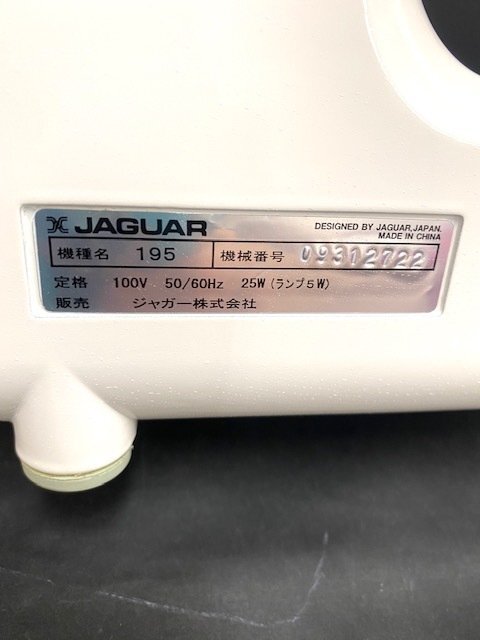 JAGUAR
DESIGNED BY JAGUAR,JAPAN.
MADE IN CHINA
機種名 195 機械番号 09312722
定格 100V 50/60Hz 25W(ランプ5W)
販売 ジャガー株式会社